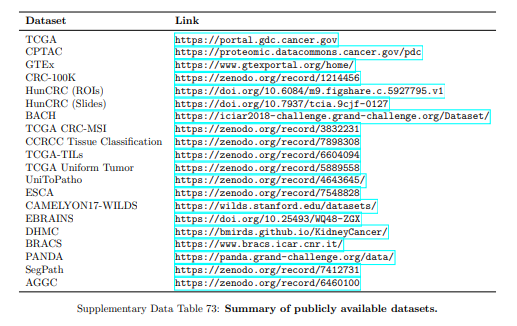 Dataset Link
TCGA https://portal.gdc.cancer.gov
CPTAC https://proteomic.datacommons.cancer.gov/pdc
GTEx https://www.gtexportal.org/home/
CRC-100K https://zenodo.org/record/1214456
HunCRC (ROIs) https://doi.org/10.6084/m9.figshare.c.5927795.v1
HunCRC (Slides) https://doi.org/10.7937/tcia.9cjf-0127
BACH https://iciar2018-challenge.grand-challenge.org/Dataset/
TCGA CRC-MSI https://zenodo.org/record/3832231
CCRCC Tissue Classification https://zenodo.org/record/7898308
TCGA-TILs https://zenodo.org/record/6604094
TCGA Uniform Tumor https://zenodo.org/record/5889558
UniToPatho https://zenodo.org/record/4643645/
ESCA https://zenodo.org/record/7548828
CAMELYON17-WILDS https://wilds.stanford.edu/datasets/
EBRAINS https://doi.org/10.25493/WQ48-ZGX
DHMC https://bmirds.github.io/KidneyCancer/
BRACS https://www.bracs.icar.cnr.it/
PANDA https://panda.grand-challenge.org/data/
SegPath https://zenodo.org/record/7412731
AGGC https://zenodo.org/record/6460100
Supplementary Data Table 73: Summary of publicly available datasets.